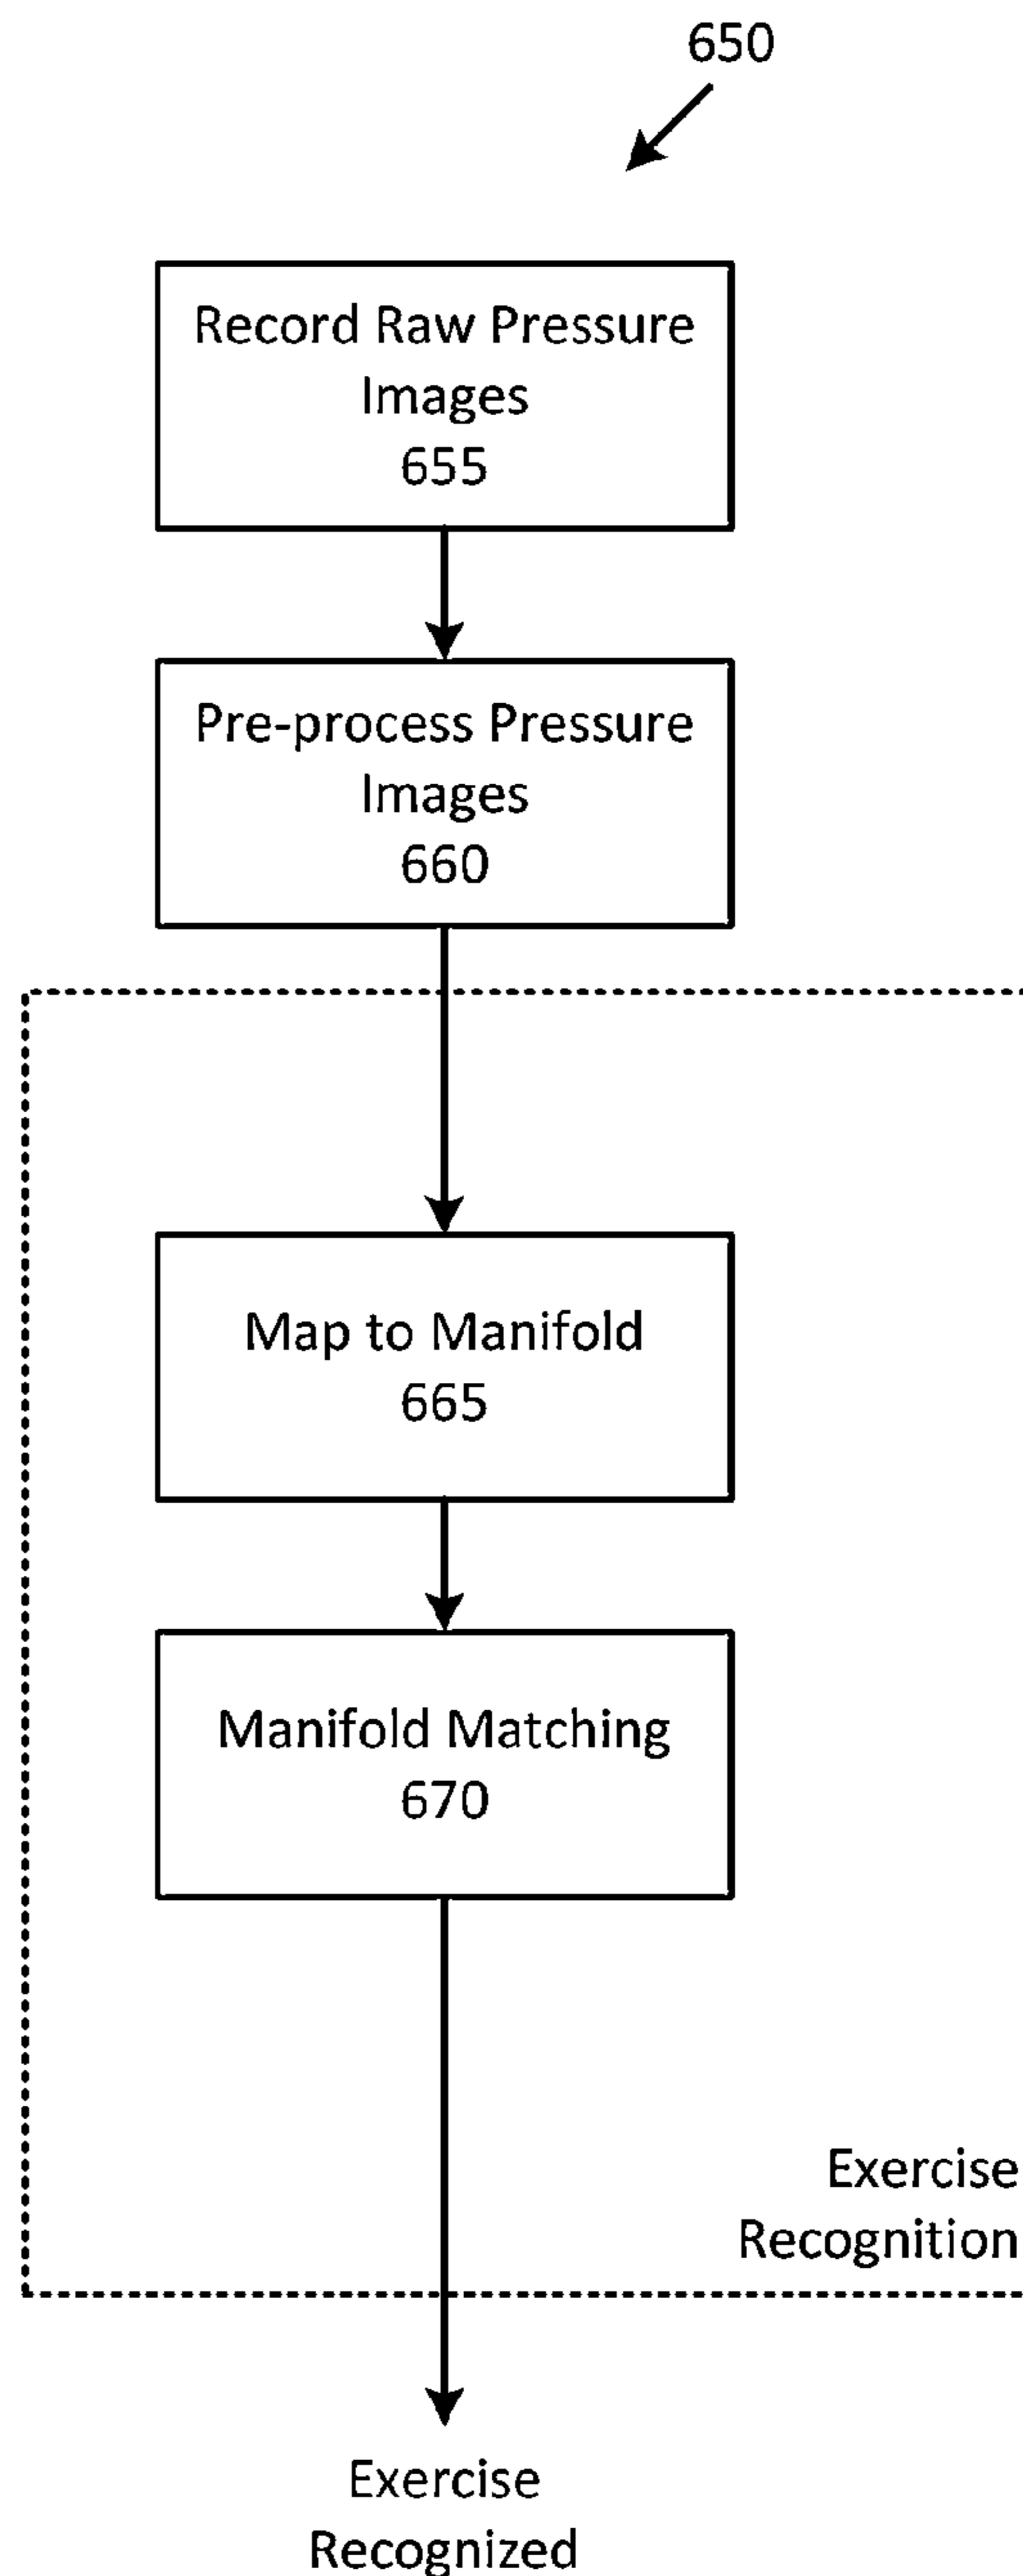 650
Record Raw Pressure
Images
655
Pre-process Pressure
Images
660
Map to Manifold
665
Manifold Matching
670
Exercise
Recognition
Exercise
Recognized